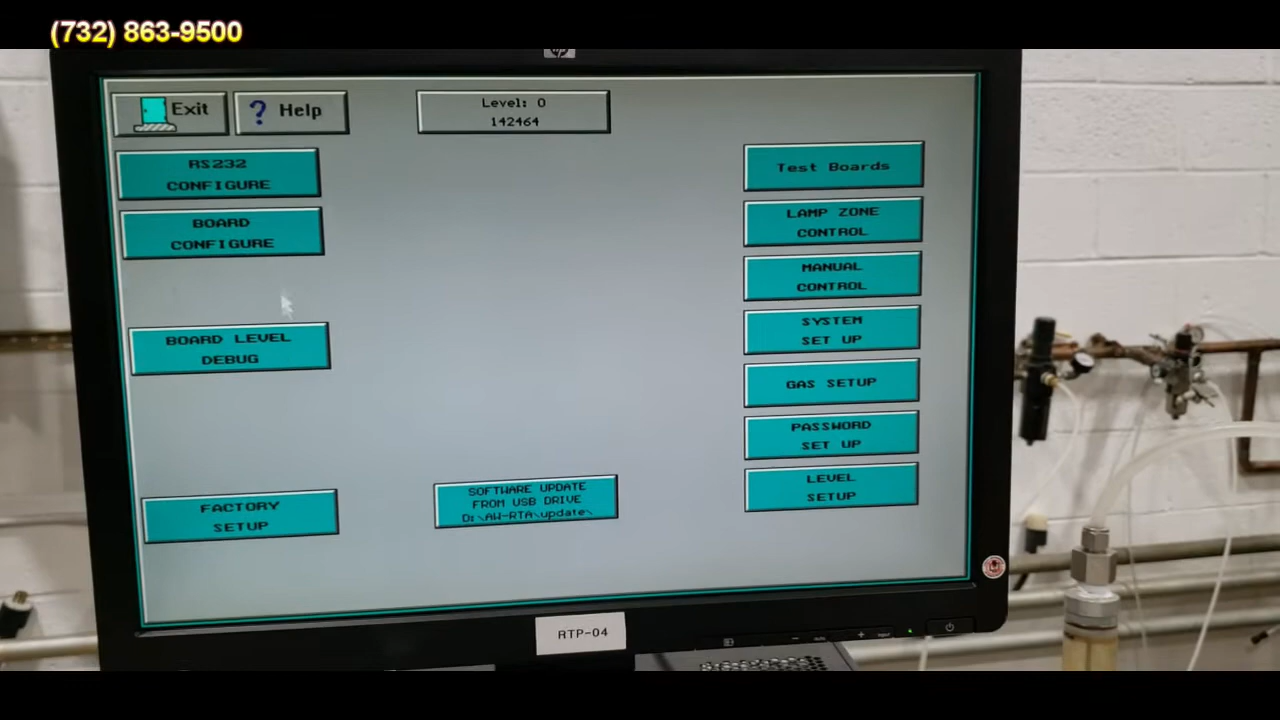 (732) 863-9500
hp
Exit
? Help
Level: 0
142464
RS232
CONFIGURE
BOARD
CONFIGURE
BOARD LEVEL
DEBUG
FACTORY
SETUP
SOFTWARE UPDATE
FROM USB DRIVE
D:\AW-RTA\update\
Test Boards
LAMP ZONE
CONTROL
MANUAL
CONTROL
SYSTEM
SET UP
GAS SETUP
PASSWORD
SET UP
LEVEL
SETUP
RTP-04